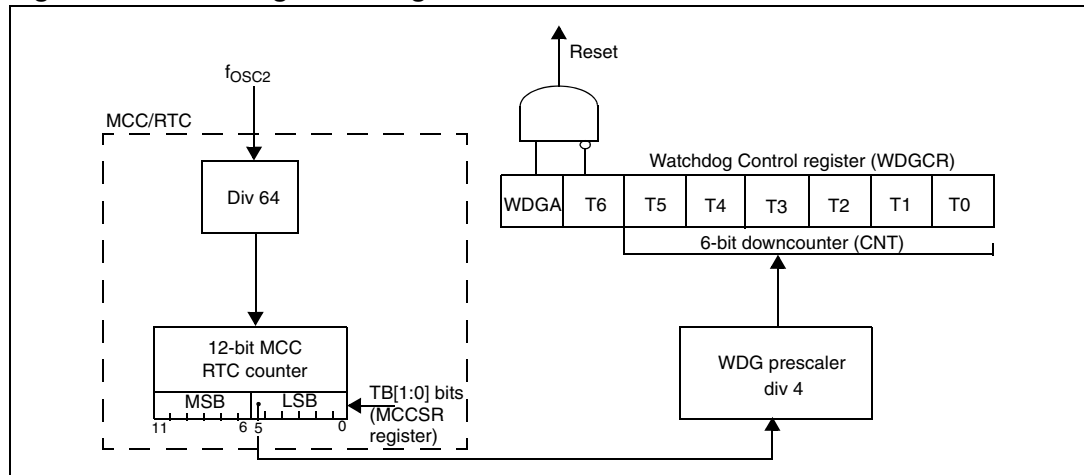 Reset
fOSC2
MCC/RTC
Div 64
12-bit MCC
RTC counter
MSB
LSB
11
6
5
0
TB[1:0] bits
(MCCSR
register)
Watchdog Control register (WDGCR)
WDGA
T6
T5
T4
T3
T2
T1
T0
6-bit downcounter (CNT)
WDG prescaler
div 4